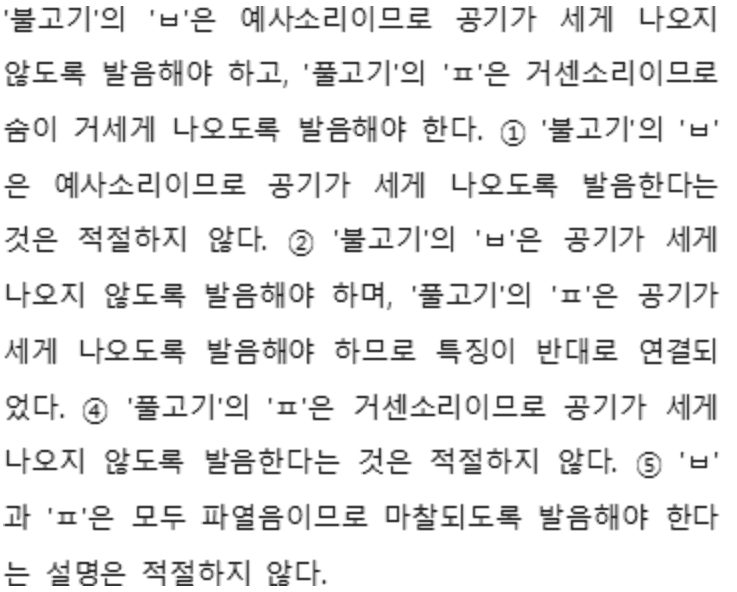 '불고기'의 'ㅂ'은 예사소리이므로 공기가 세게 나오지
않도록 발음해야 하고, '풀고기'의 'ㅍ'은 거센소리이므로
숨이 거세게 나오도록 발음해야 한다. ① '불고기'의 'ㅂ'
은 예사소리이므로 공기가 세게 나오도록 발음한다는
것은 적절하지 않다. ② '불고기'의 'ㅂ'은 공기가 세게
나오지 않도록 발음해야 하며, '풀고기'의 'ㅍ'은 공기가
세게 나오도록 발음해야 하므로 특징이 반대로 연결되
었다. ④ '풀고기'의 'ㅍ'은 거센소리이므로 공기가 세게
나오지 않도록 발음한다는 것은 적절하지 않다. ⑤ 'ㅂ'
과 'ㅍ'은 모두 파열음이므로 마찰되도록 발음해야 한다
는 설명은 적절하지 않다.